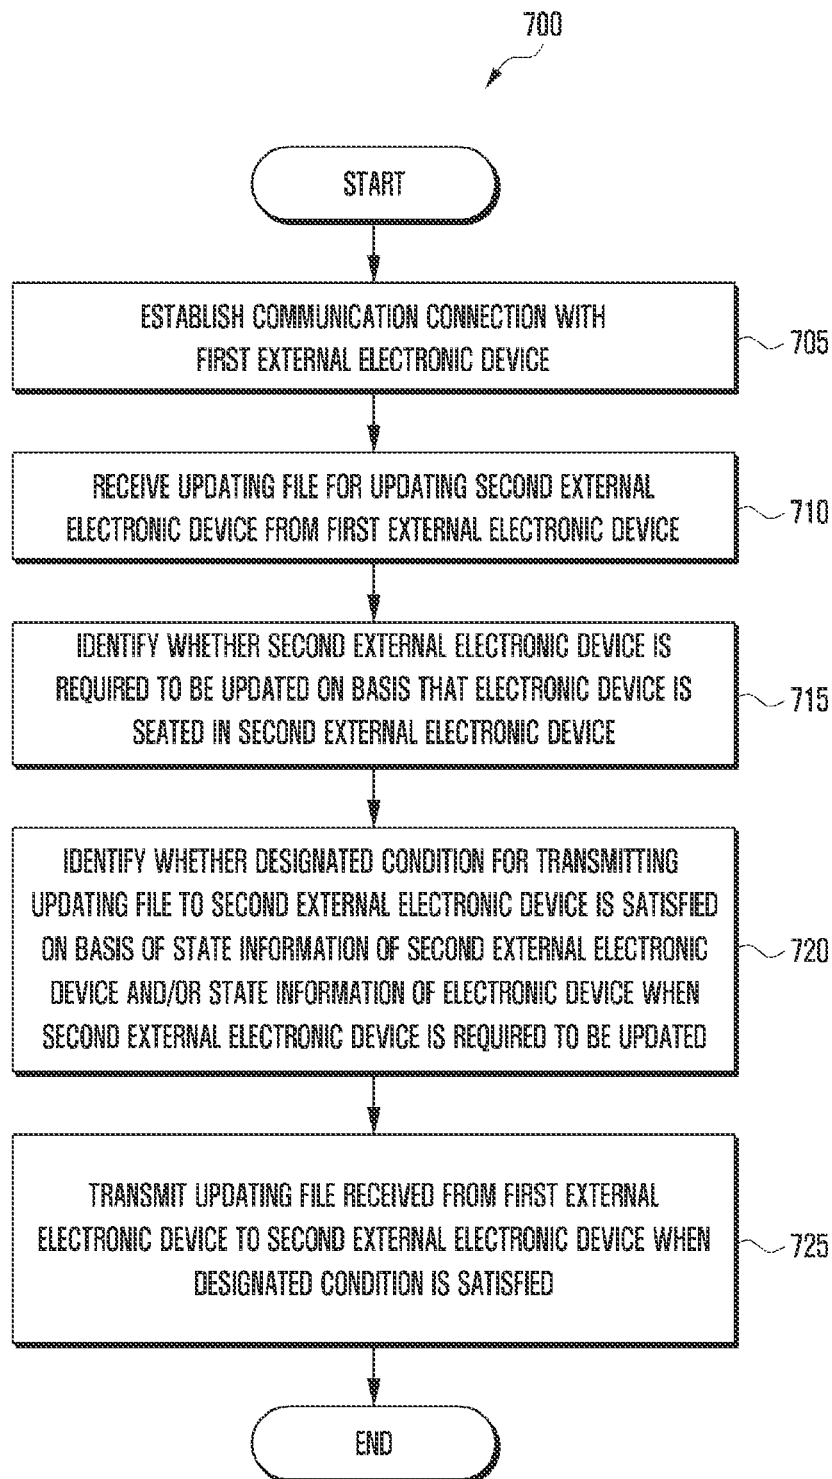 700
START
ESTABLISH COMMUNICATION CONNECTION WITH
FIRST EXTERNAL ELECTRONIC DEVICE
705
RECEIVE UPDATING FILE FOR UPDATING SECOND EXTERNAL
ELECTRONIC DEVICE FROM FIRST EXTERNAL ELECTRONIC DEVICE
710
IDENTIFY WHETHER SECOND EXTERNAL ELECTRONIC DEVICE IS
REQUIRED TO BE UPDATED ON BASIS THAT ELECTRONIC DEVICE IS
SEATED IN SECOND EXTERNAL ELECTRONIC DEVICE
715
IDENTIFY WHETHER DESIGNATED CONDITION FOR TRANSMITTING
UPDATING FILE TO SECOND EXTERNAL ELECTRONIC DEVICE IS SATISFIED
ON BASIS OF STATE INFORMATION OF SECOND EXTERNAL ELECTRONIC
DEVICE AND/OR STATE INFORMATION OF ELECTRONIC DEVICE WHEN
SECOND EXTERNAL ELECTRONIC DEVICE IS REQUIRED TO BE UPDATED
720
TRANSMIT UPDATING FILE RECEIVED FROM FIRST EXTERNAL
ELECTRONIC DEVICE TO SECOND EXTERNAL ELECTRONIC DEVICE WHEN
DESIGNATED CONDITION IS SATISFIED
725
END